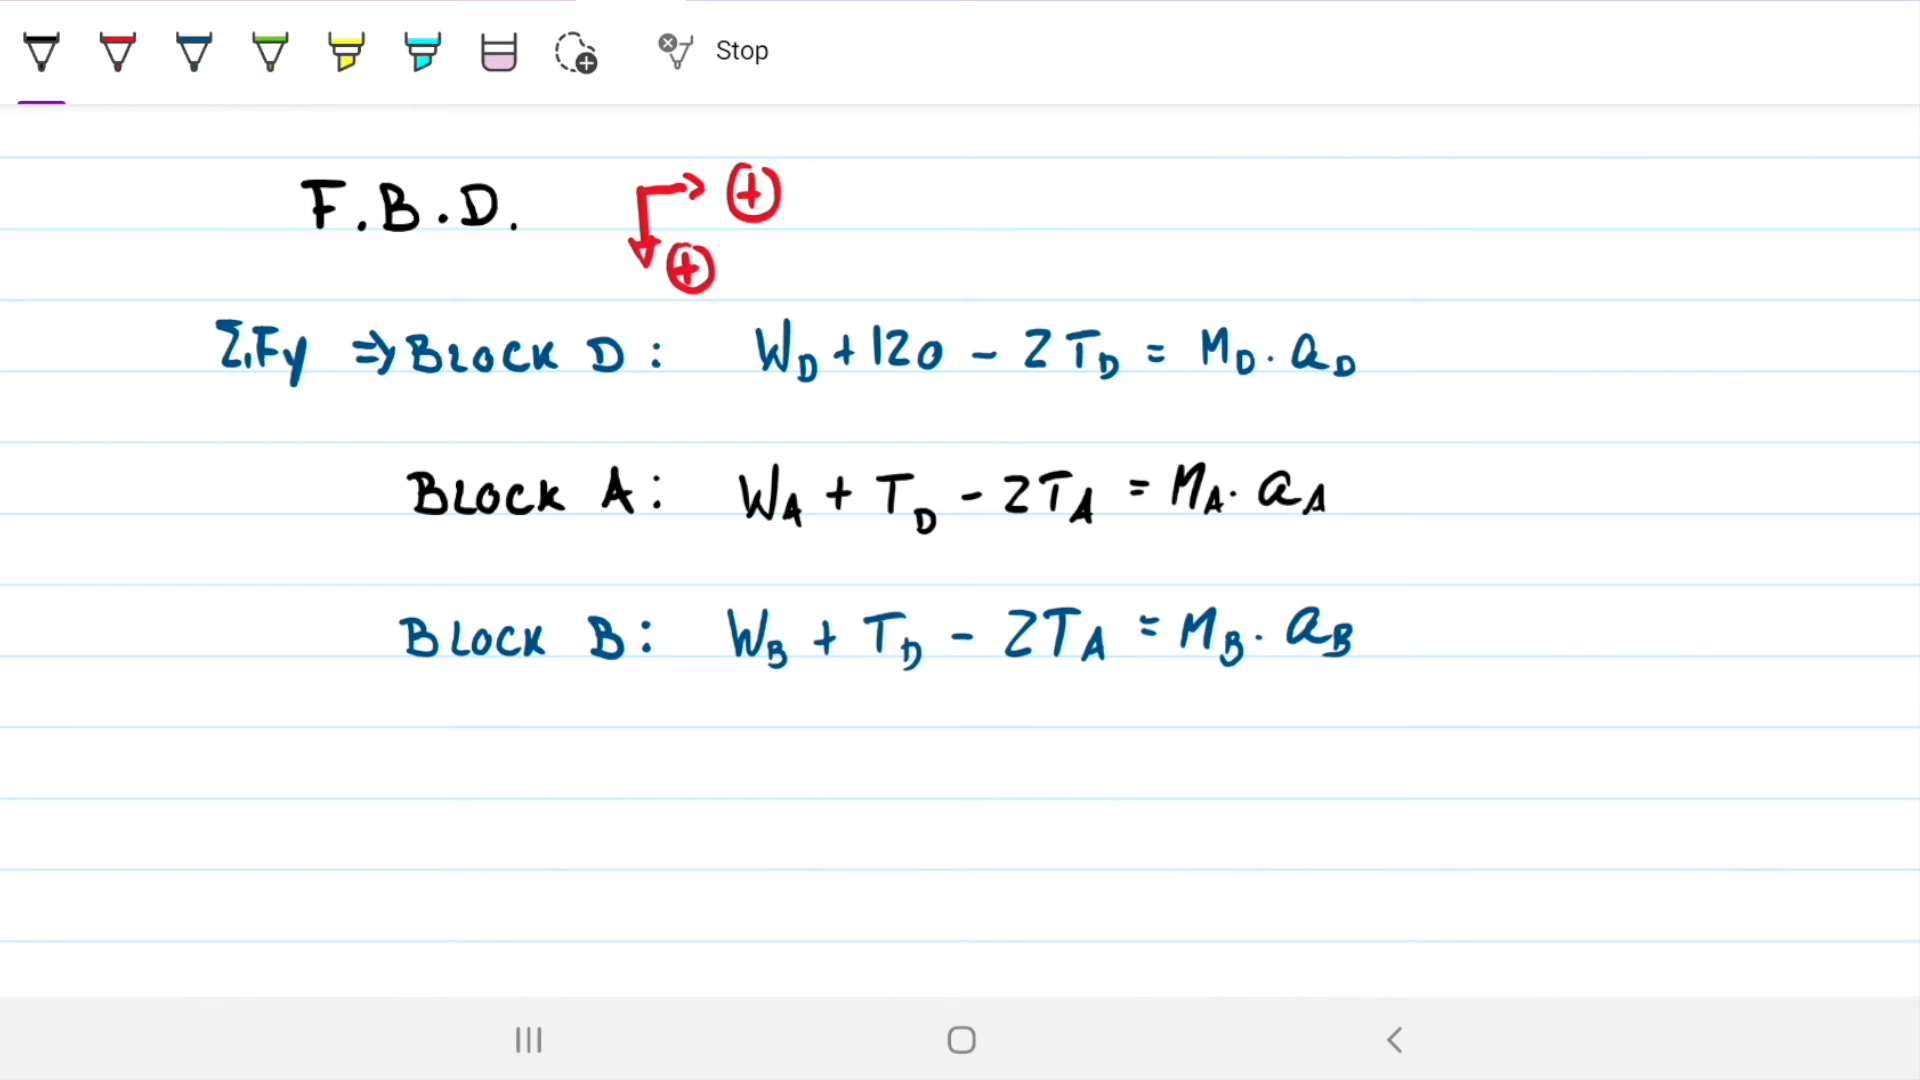 Stop
F.B.D. ⊕
⊕
ΣFy ⇒ BLOCK D: W_D + 120 - 2T_D = M_D · a_D
BLOCK A: W_A + T_D - 2T_A = M_A · a_A
BLOCK B: W_B + T_D - 2T_A = M_B · a_B